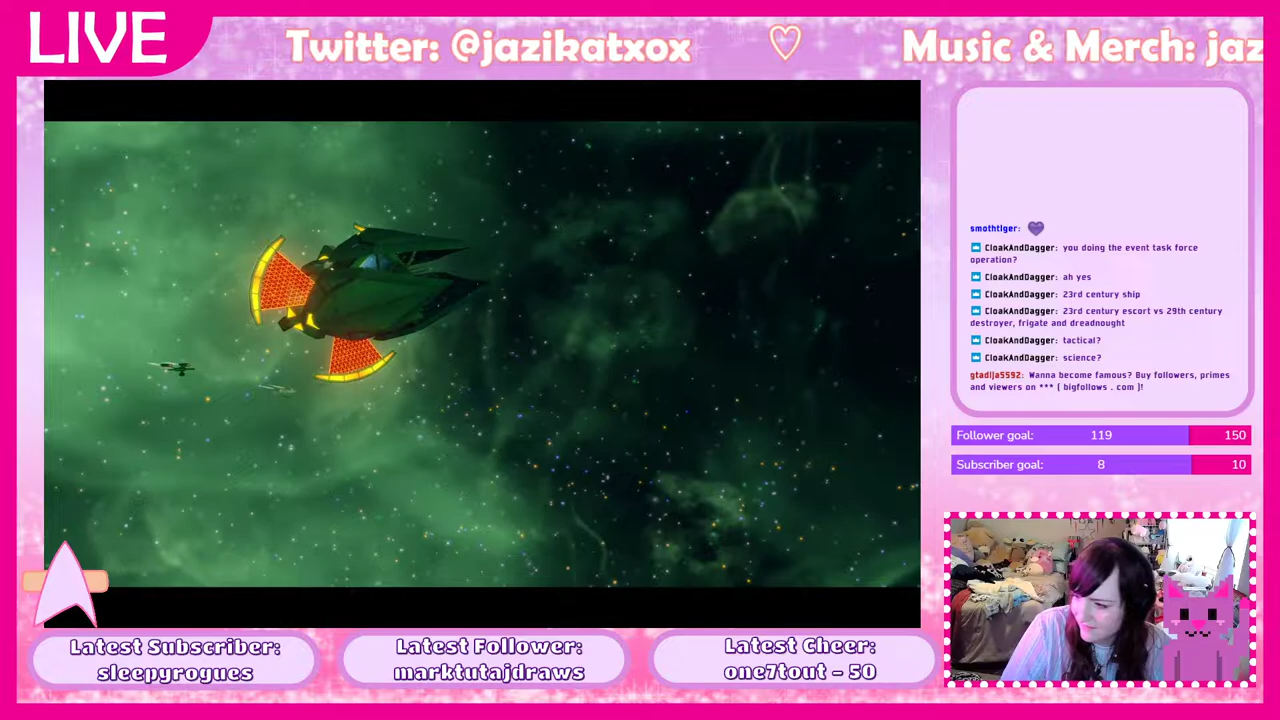 LIVE
Twitter: @jazikatxox
Music & Merch: jaz
smothtiger:
CloakAndDagger: you doing the event task force
operation?
CloakAndDagger: ah yes
CloakAndDagger: 23rd century ship
CloakAndDagger: 23rd century escort vs 29th century
destroyer, frigate and dreadnought
CloakAndDagger: tactical?
CloakAndDagger: science?
gtadija5592: Wanna become famous? Buy followers, primes
and viewers on *** ( bigfollows . com )!
Follower goal: 119 150
Subscriber goal: 8 10
Latest Subscriber:
sleepyrogues
Latest Follower:
marktutajdraws
Latest Cheer:
one7tout - 50